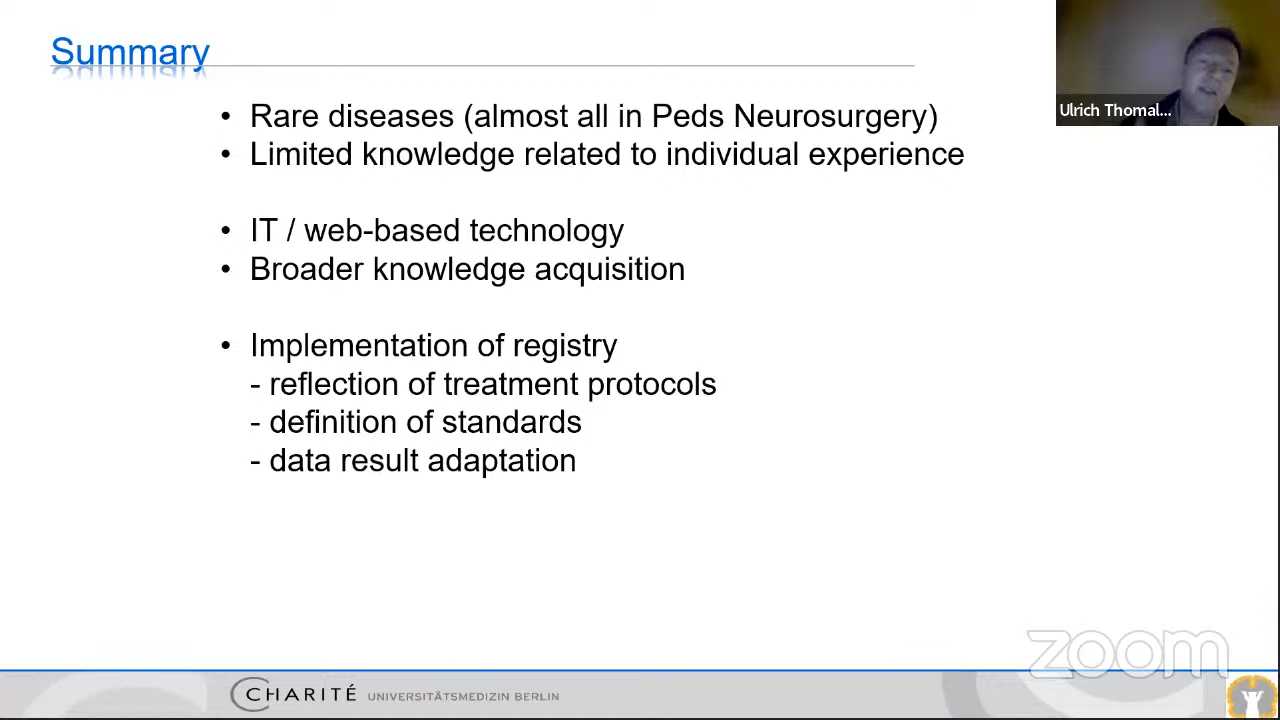 Summary
Ulrich Thomal...
• Rare diseases (almost all in Peds Neurosurgery)
• Limited knowledge related to individual experience
• IT / web-based technology
• Broader knowledge acquisition
• Implementation of registry
- reflection of treatment protocols
- definition of standards
- data result adaptation
zoom
CHARITÉ UNIVERSITÄTSMEDIZIN BERLIN